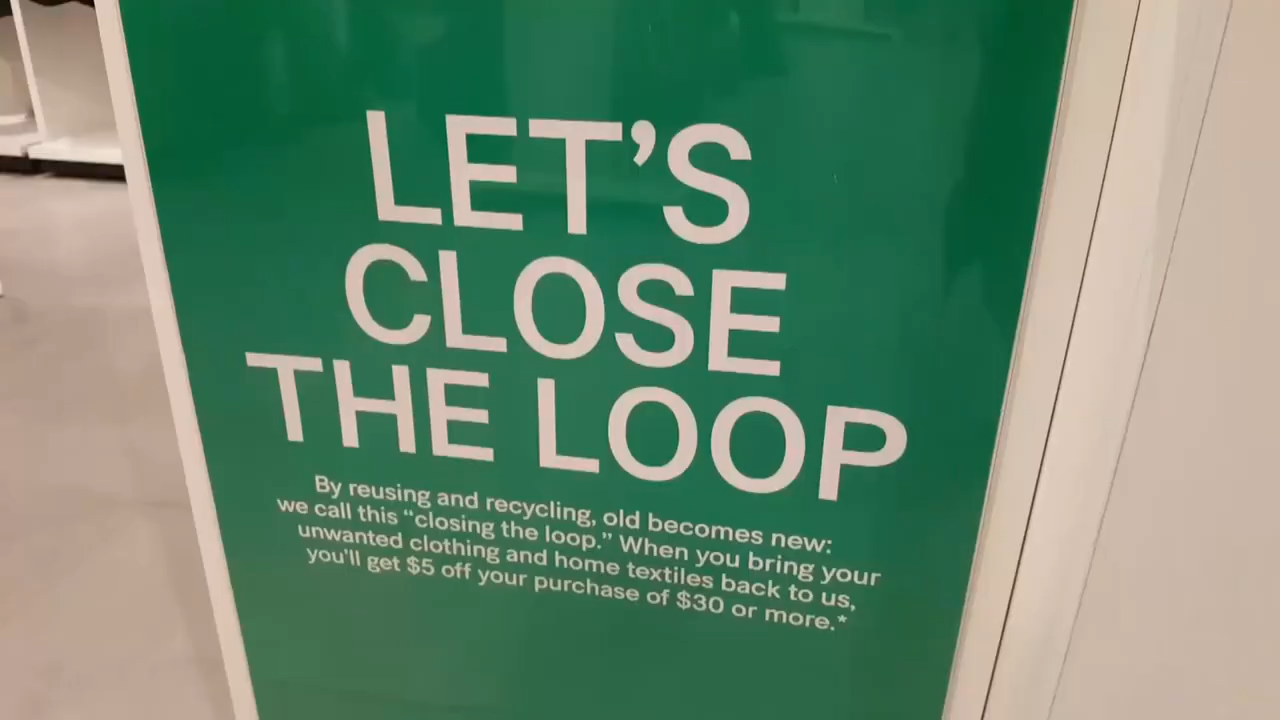 LET’S
CLOSE
THE LOOP
By reusing and recycling, old becomes new:
we call this “closing the loop.” When you bring your
unwanted clothing and home textiles back to us,
you'll get $5 off your purchase of $30 or more.*